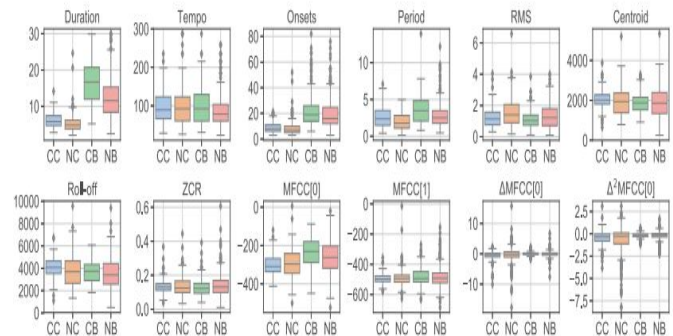 Duration Tempo Onsets Period RMS Centroid
30 300 80 6
60 10 4000
20 200 4
40 5 2000
10 100 20 2
0 0 0
CC NC CB NB CC NC CB NB CC NC CB NB CC NC CB NB CC NC CB NB CC NC CB NB
Roll-off ZCR MFCC[0] MFCC[1] ΔMFCC[0] Δ²MFCC[0]
10000 0,6 0 0 2.5
8000 10
0,4 −200 −200 0.0
6000 0
4000 −400 −2.5
0,2 −400 −5.0
2000 −600 −10 −7.5
0 0.0
CC NC CB NB CC NC CB NB CC NC CB NB CC NC CB NB CC NC CB NB CC NC CB NB